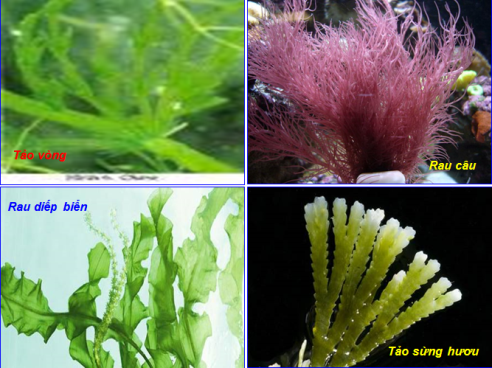 Tảo vòng
Rau câu
Rau diếp biển
Tảo sừng hươu